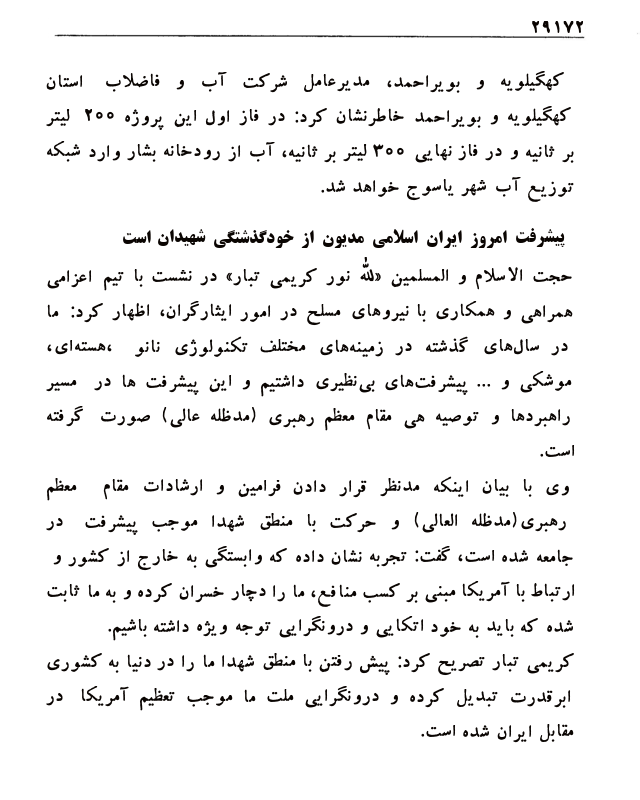 ۲۹۱۷۲
کهگیلویه و بویراحمد، مدیرعامل شرکت آب و فاضلاب استان
کهگیلویه و بویراحمد خاطرنشان کرد: در فاز اول این پروژه ۲۰۰ لیتر
بر ثانیه و در فاز نهایی ۳۰۰ لیتر بر ثانیه، آب از رودخانه بشار وارد شبکه
توزیع آب شهر یاسوج خواهد شد.
پیشرفت امروز ایران اسلامی مدیون از خودگذشتگی شهیدان است
حجت الاسلام و المسلمین «لله نور کریمی تبار» در نشست با تیم اعزامی
همراهی و همکاری با نیروهای مسلح در امور ایثارگران، اظهار کرد: ما
در سال‌های گذشته در زمینه‌های مختلف تکنولوژی نانو ،هسته‌ای،
موشکی و ... پیشرفت‌های بی‌نظیری داشتیم و این پیشرفت ها در مسیر
راهبردها و توصیه هی مقام معظم رهبری (مدظله عالی) صورت گرفته
است.
وی با بیان اینکه مدنظر قرار دادن فرامین و ارشادات مقام معظم
رهبری(مدظله العالی) و حرکت با منطق شهدا موجب پیشرفت در
جامعه شده است، گفت: تجربه نشان داده که وابستگی به خارج از کشور و
ارتباط با آمریکا مبنی بر کسب منافع، ما را دچار خسران کرده و به ما ثابت
شده که باید به خود اتکایی و درونگرایی توجه ویژه داشته باشیم.
کریمی تبار تصریح کرد: پیش رفتن با منطق شهدا ما را در دنیا به کشوری
ابرقدرت تبدیل کرده و درونگرایی ملت ما موجب تعظیم آمریکا در
مقابل ایران شده است.